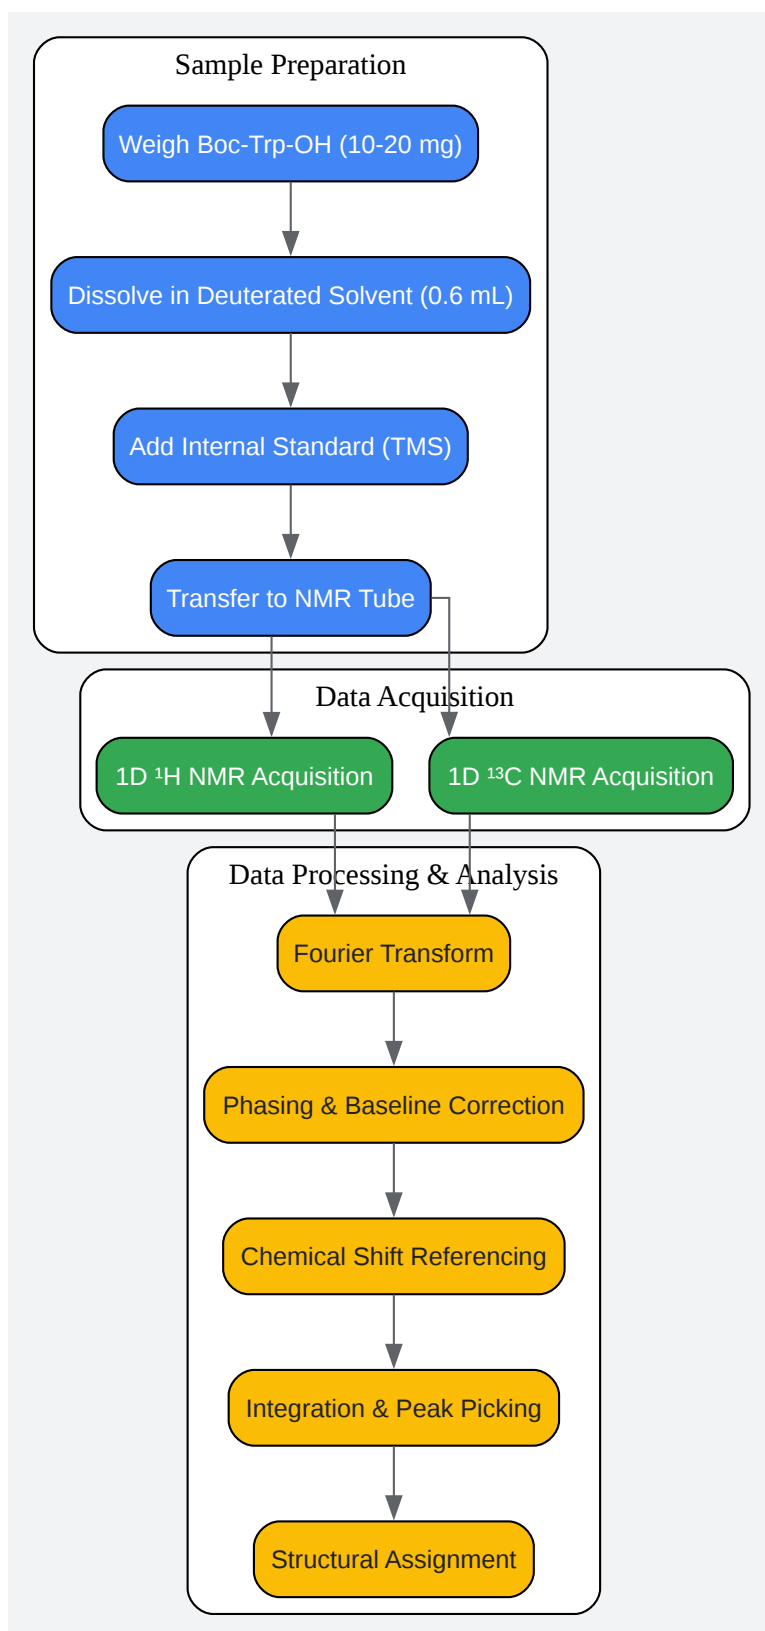 Sample Preparation
Weigh Boc-Trp-OH (10-20 mg)
Dissolve in Deuterated Solvent (0.6 mL)
Add Internal Standard (TMS)
Transfer to NMR Tube
Data Acquisition
1D ¹H NMR Acquisition
1D ¹³C NMR Acquisition
Data Processing & Analysis
Fourier Transform
Phasing & Baseline Correction
Chemical Shift Referencing
Integration & Peak Picking
Structural Assignment